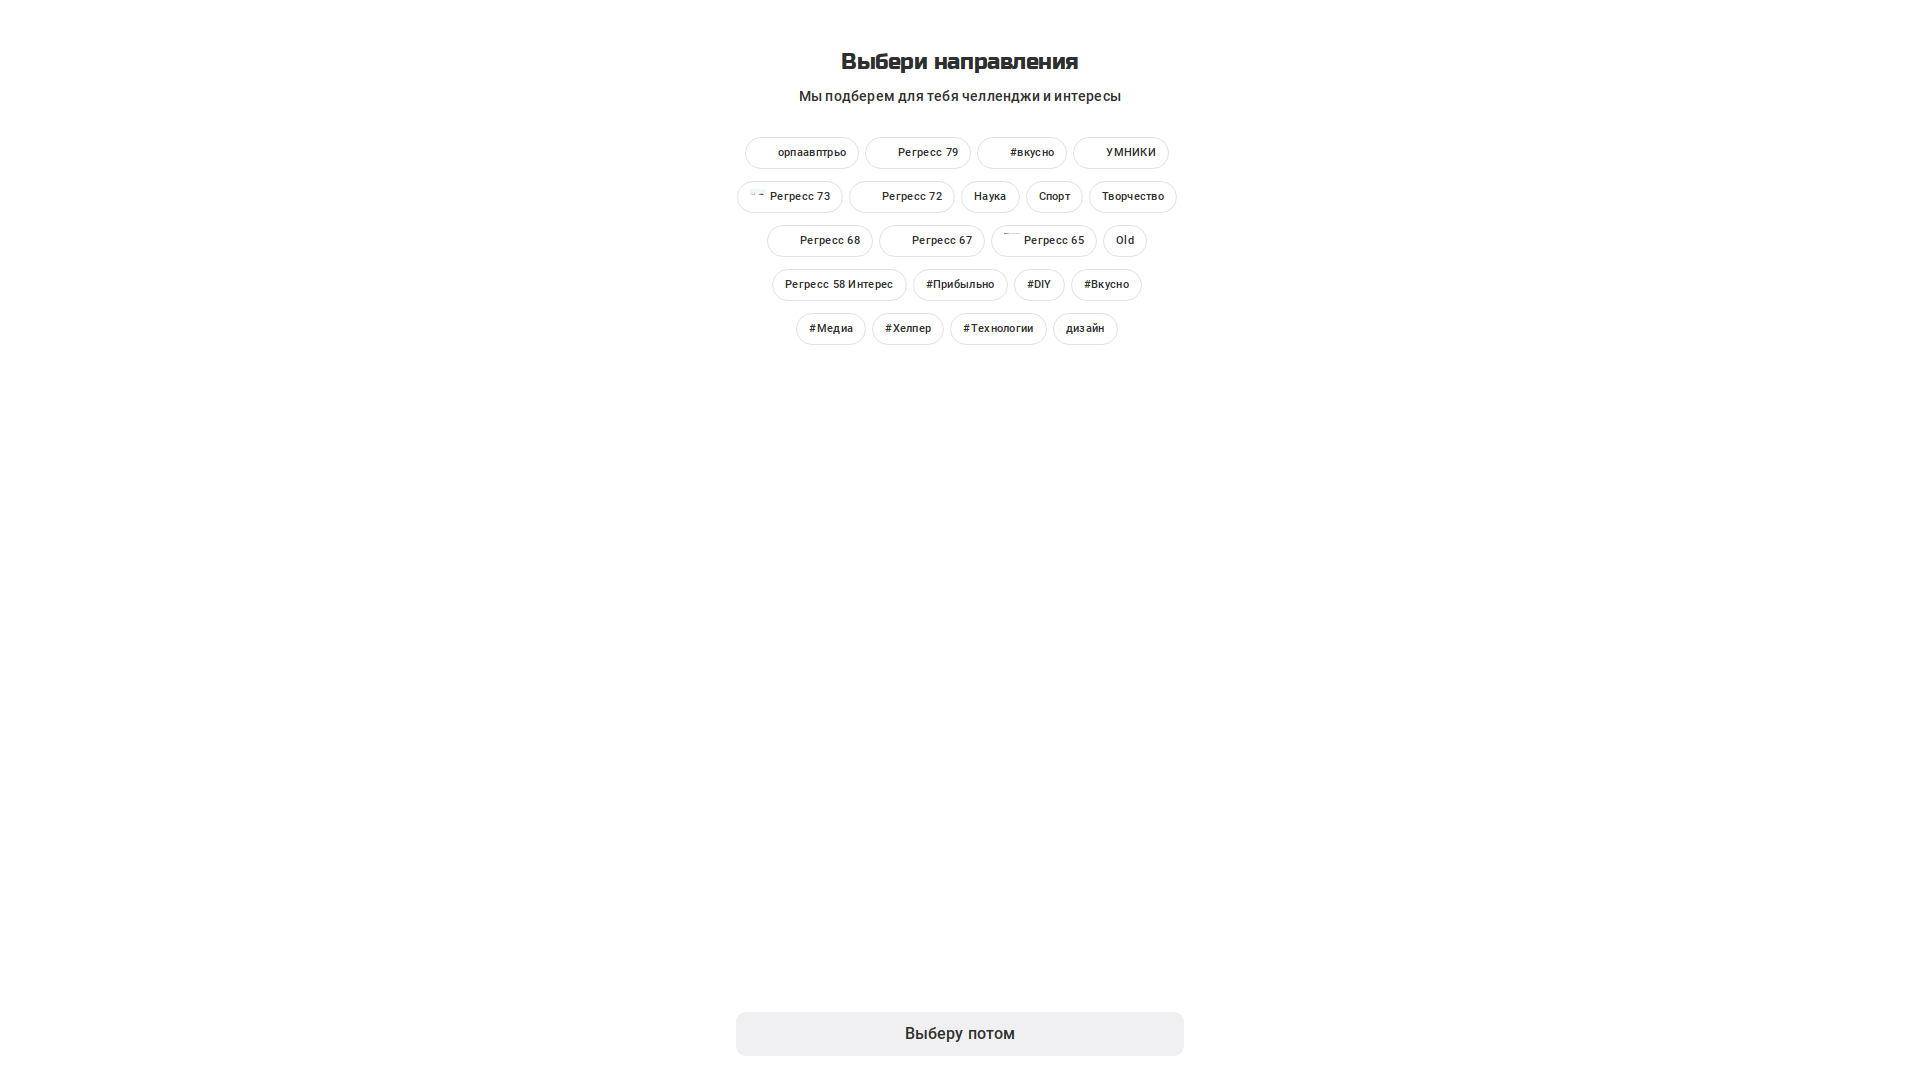 Выбери направления
Мы подберем для тебя челленджи и интересы
орпаавптрьо Регресс 79 #вкусно УМНИКИ
Регресс 73 Регресс 72 Наука Спорт Творчество
Регресс 68 Регресс 67 Регресс 65 Old
Регресс 58 Интерес #Прибыльно #DIY #Вкусно
#Медиа #Хелпер #Технологии дизайн
Выберу потом